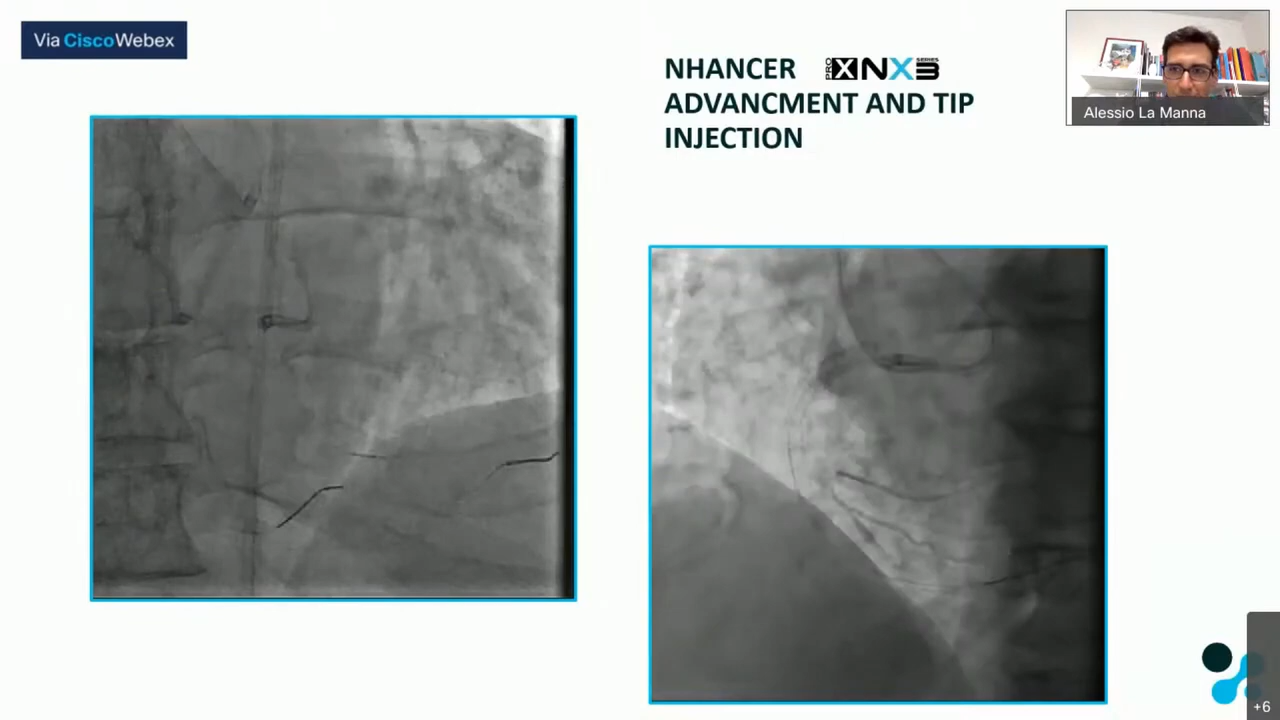 Via CiscoWebex
NHANCER PRO XNX3 SERIES
ADVANCMENT AND TIP
INJECTION
Alessio La Manna
+6